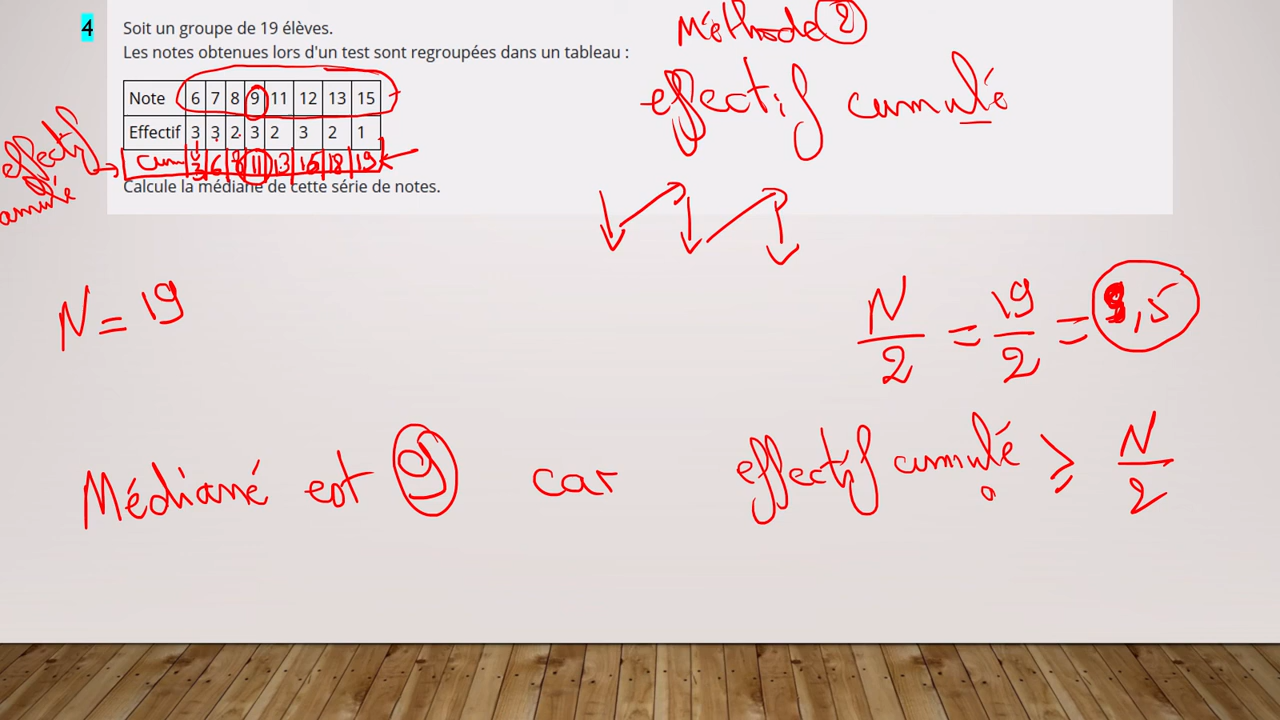 4 Soit un groupe de 19 élèves.
Les notes obtenues lors d'un test sont regroupées dans un tableau :
Méthode 2
effectif cumulé
Note 6 7 8 9 11 12 13 15
Effectif 3 3 2 3 2 3 2 1
effectif
cumulé
Cum 3 6 8 11 13 16 18 19
Calcule la médiane de cette série de notes.
N = 19
N/2 = 19/2 = 9,5
Médiane est 9 car effectif cumulé ≥ N/2